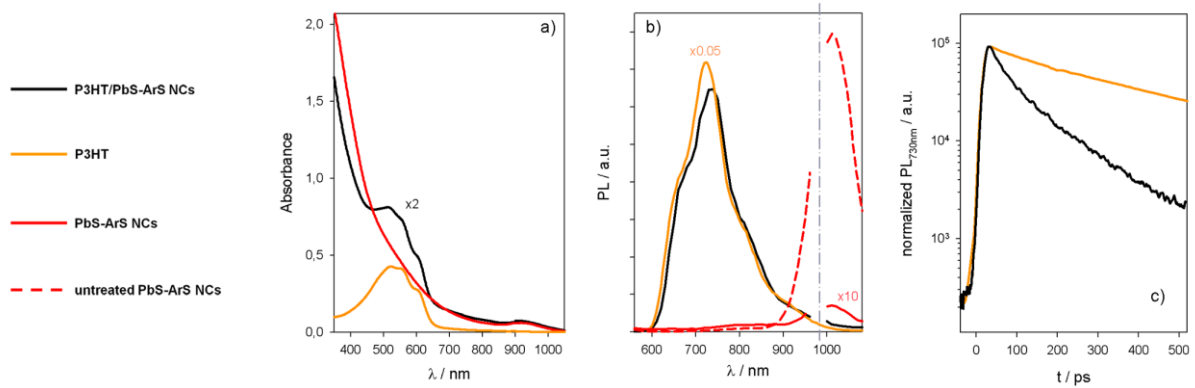 P3HT/PbS-ArS NCs
P3HT
PbS-ArS NCs
untreated PbS-ArS NCs
a)
2,0
1,5
1,0
0,5
0,0
Absorbance
x2
400 500 600 700 800 900 1000
λ / nm
b)
x0.05
x10
PL / a.u.
600 700 800 900 1000
λ / nm
c)
10⁵
10⁴
10³
normalized PL₇₃₀ₙₘ / a.u.
0 100 200 300 400 500
t / ps